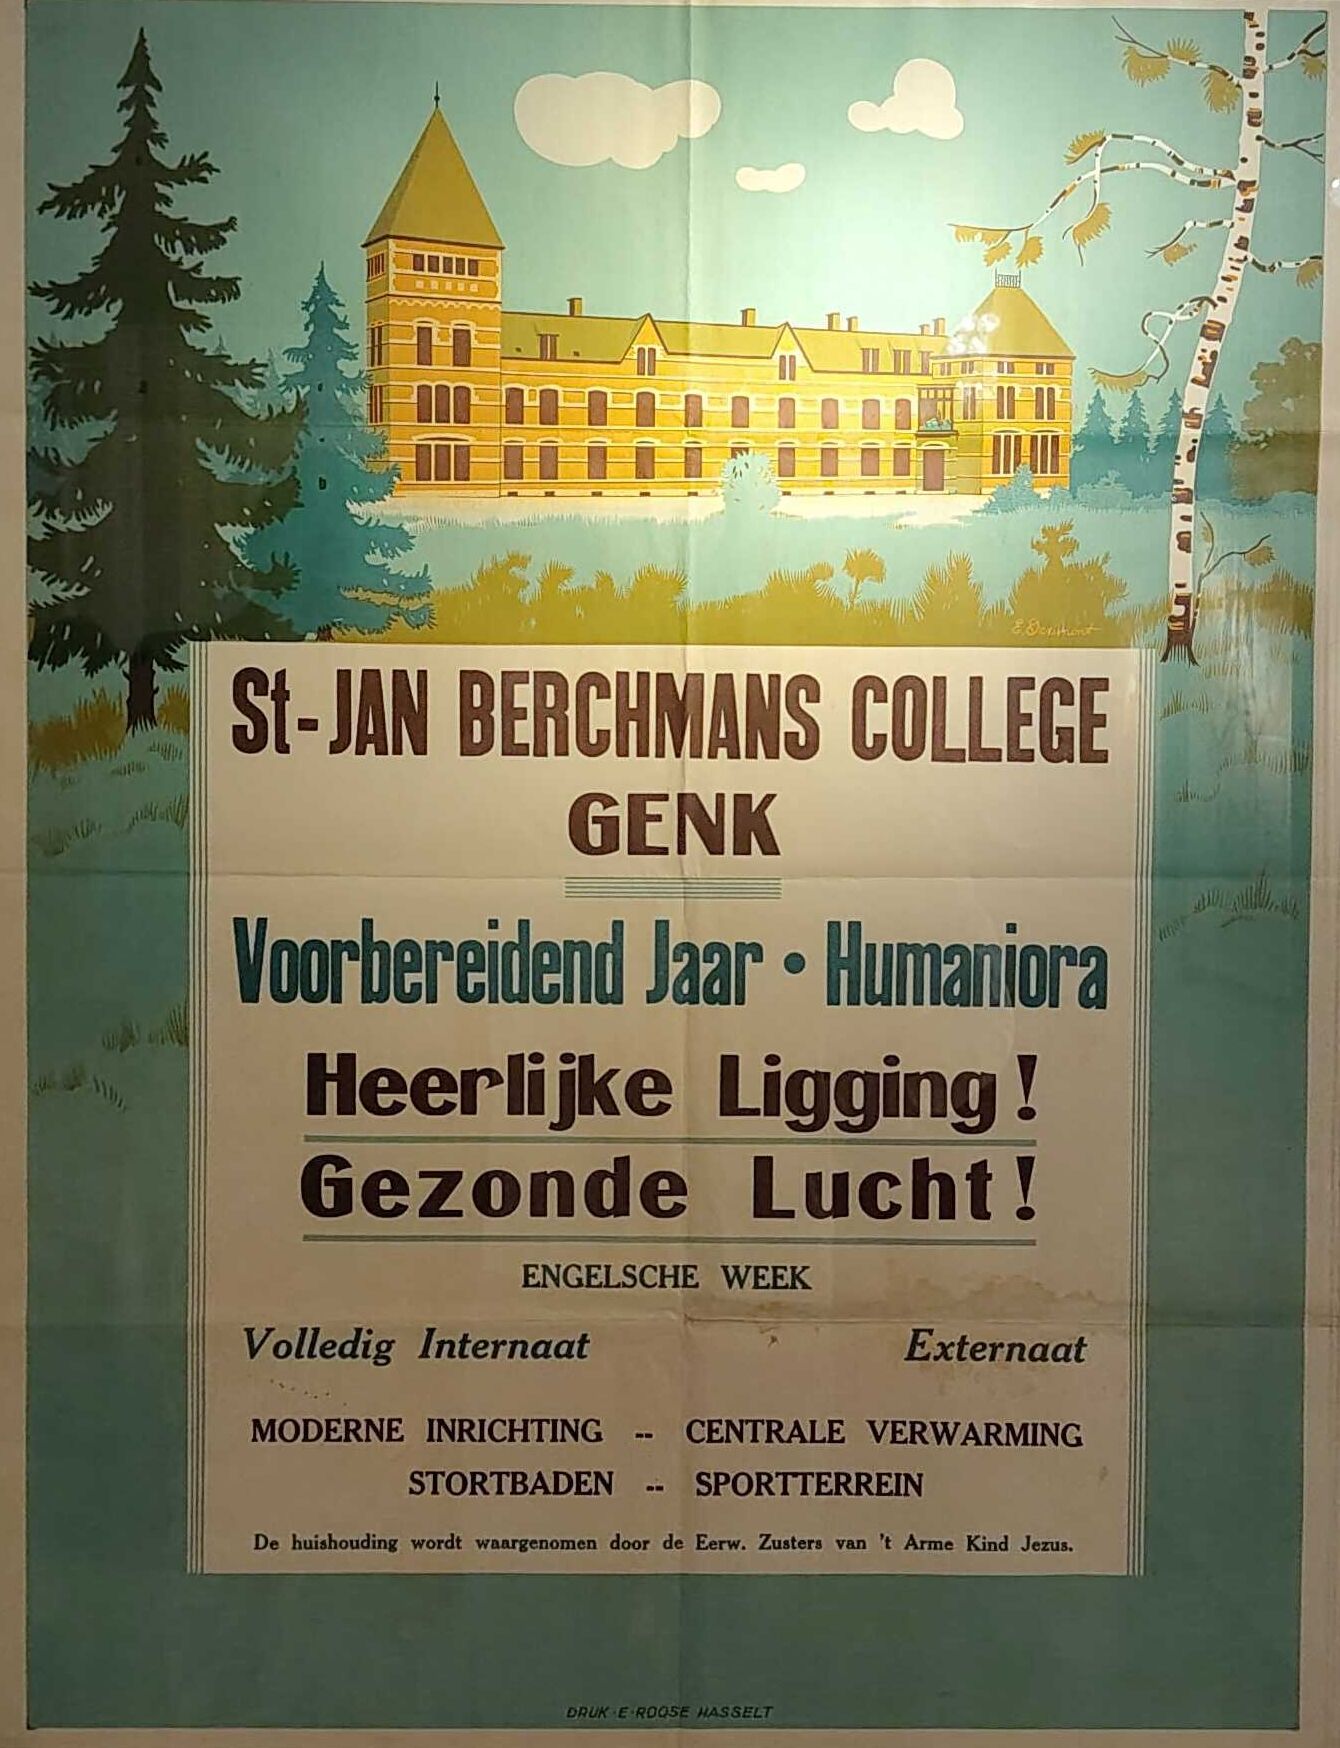 St-JAN BERCHMANS COLLEGE
GENK
Voorbereidend Jaar • Humaniora
Heerlijke Ligging!
Gezonde Lucht!
ENGELSCHE WEEK
Volledig Internaat Externaat
MODERNE INRICHTING -- CENTRALE VERWARMING
STORTBADEN -- SPORTTERREIN
De huishouding wordt waargenomen door de Eerw. Zusters van 't Arme Kind Jezus.
DRUK·E·ROOSE HASSELT